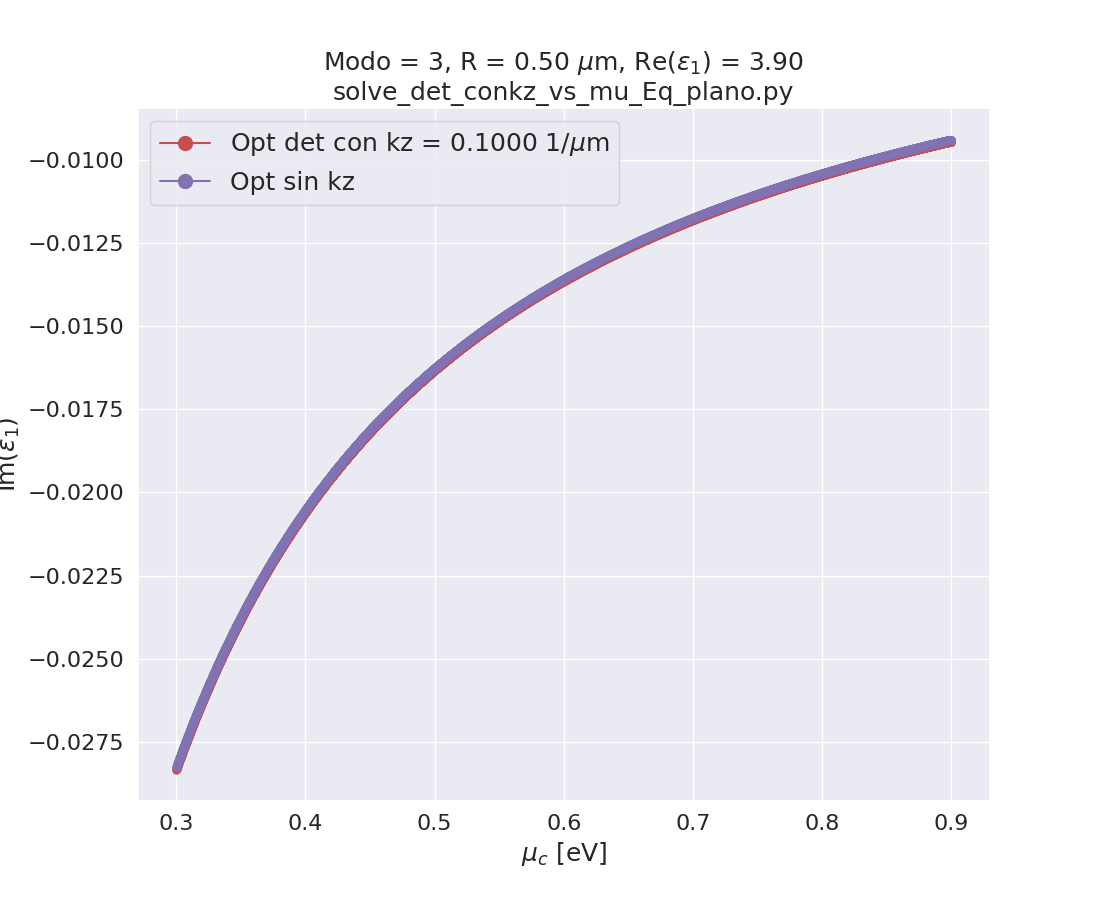 Modo = 3, R = 0.50 μm, Re(ε₁) = 3.90
solve_det_conkz_vs_mu_Eq_plano.py
Opt det con kz = 0.1000 1/μm
Opt sin kz
−0.0100
−0.0125
−0.0150
−0.0175
−0.0200
−0.0225
−0.0250
−0.0275
Im(ε₁)
0.3 0.4 0.5 0.6 0.7 0.8 0.9
μ_c [eV]